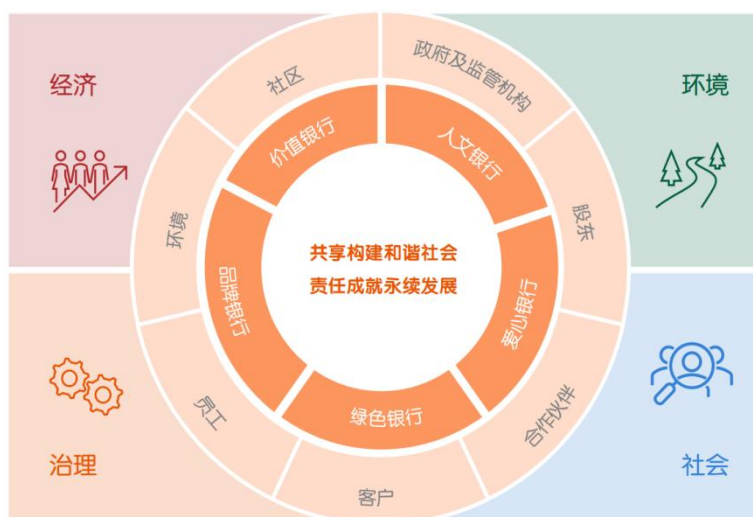 经济
环境
社区
政府及监管机构
环境
股东
员工
合作伙伴
客户
价值银行
人文银行
品牌银行
爱心银行
绿色银行
共享构建和谐社会
责任成就永续发展
治理
社会